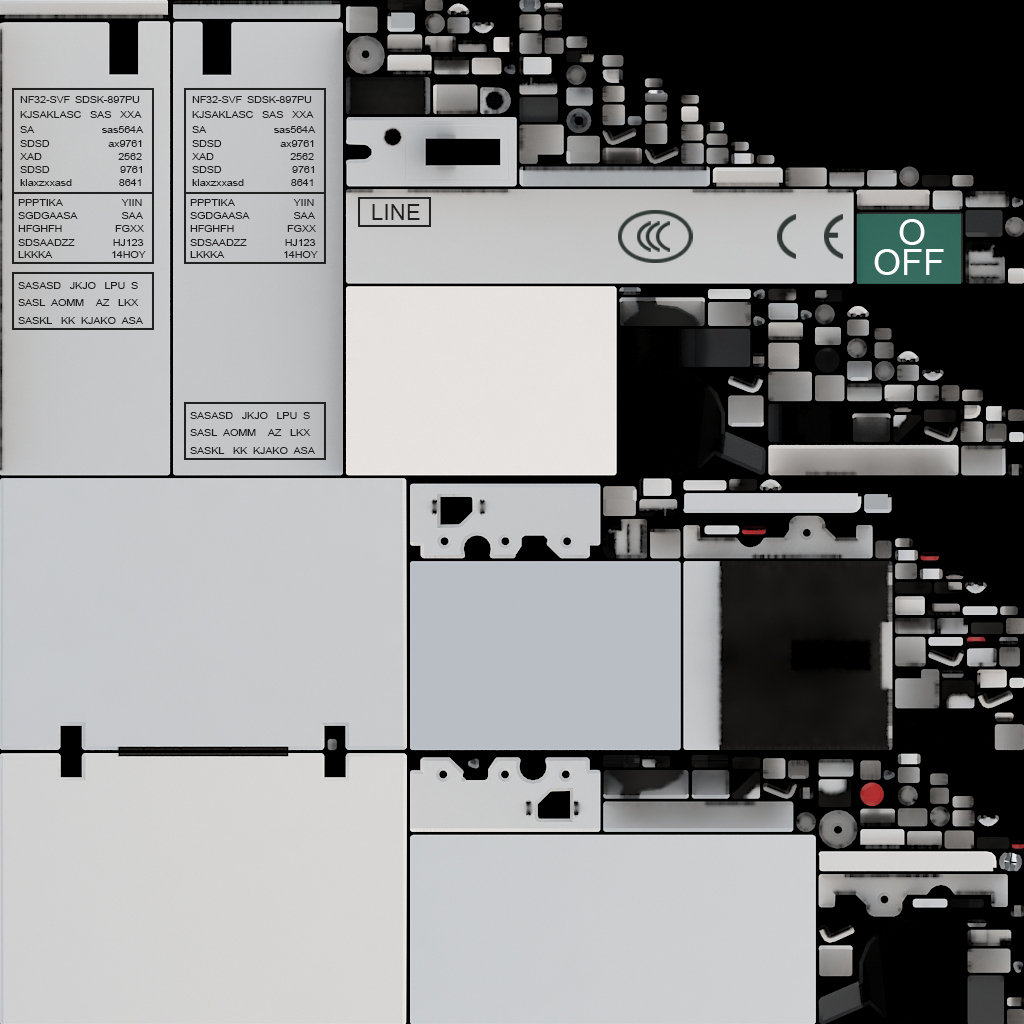 NF32-SVF SDSK-897PU
KJSAKLASC SAS XXA
SA sas564A
SDSD ax9761
XAD 2562
SDSD 9761
klaxzxxasd 8641
PPPTIKA YIIN
SGDGAASA SAA
HFGHFH FGXX
SDSAADZZ HJ123
LKKKA 14HOY
SASASD JKJO LPU S
SASL AOMM AZ LKX
SASKL KK KJAKO ASA
NF32-SVF SDSK-897PU
KJSAKLASC SAS XXA
SA sas564A
SDSD ax9761
XAD 2562
SDSD 9761
klaxzxxasd 8641
PPPTIKA YIIN
SGDGAASA SAA
HFGHFH FGXX
SDSAADZZ HJ123
LKKKA 14HOY
SASASD JKJO LPU S
SASL AOMM AZ LKX
SASKL KK KJAKO ASA
LINE
CCC CE
O
OFF